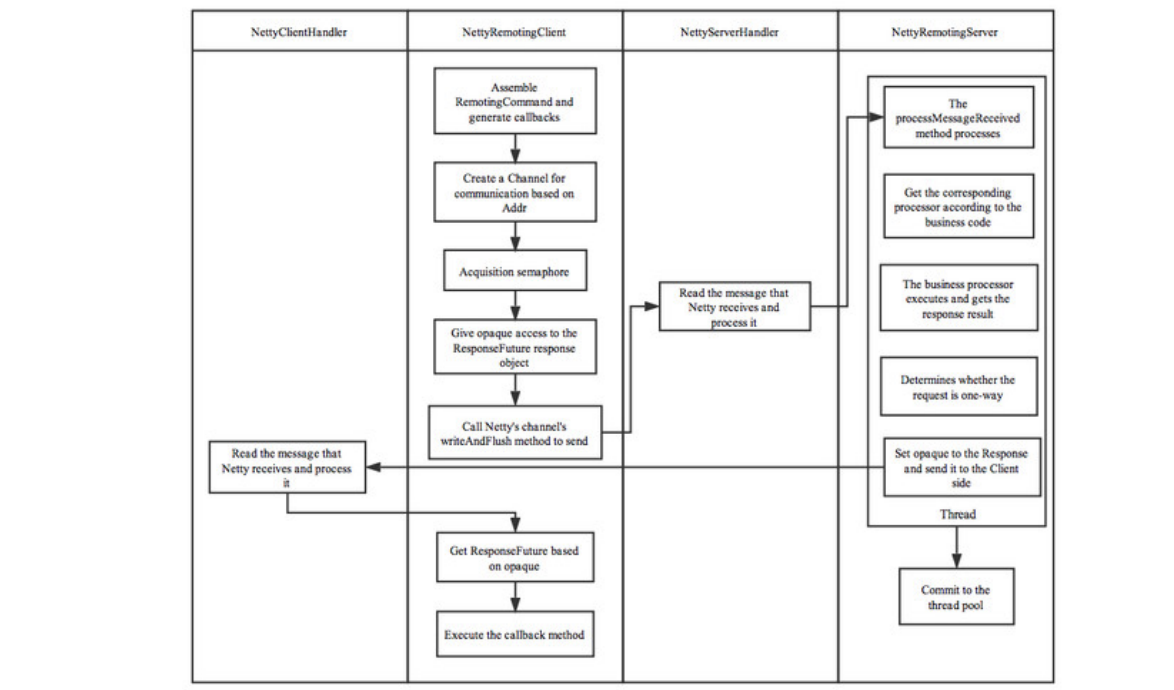 NettyClientHandler
NettyRemotingClient
NettyServerHandler
NettyRemotingServer
Assemble
RemotingCommand and
generate callbacks
Create a Channel for
communication based on
Addr
Acquisition semaphore
Give opaque access to the
ResponseFuture response
object
Call Netty's channel's
writeAndFlush method to send
Read the message that
Netty receives and
process it
The
processMessageReceived
method processes
Get the corresponding
processor according to the
business code
The business processor
executes and gets the
response result
Determines whether the
request is one-way
Set opaque to the Response
and send it to the Client
side
Thread
Commit to the
thread pool
Read the message that
Netty receives and process
it
Get ResponseFuture based
on opaque
Execute the callback method